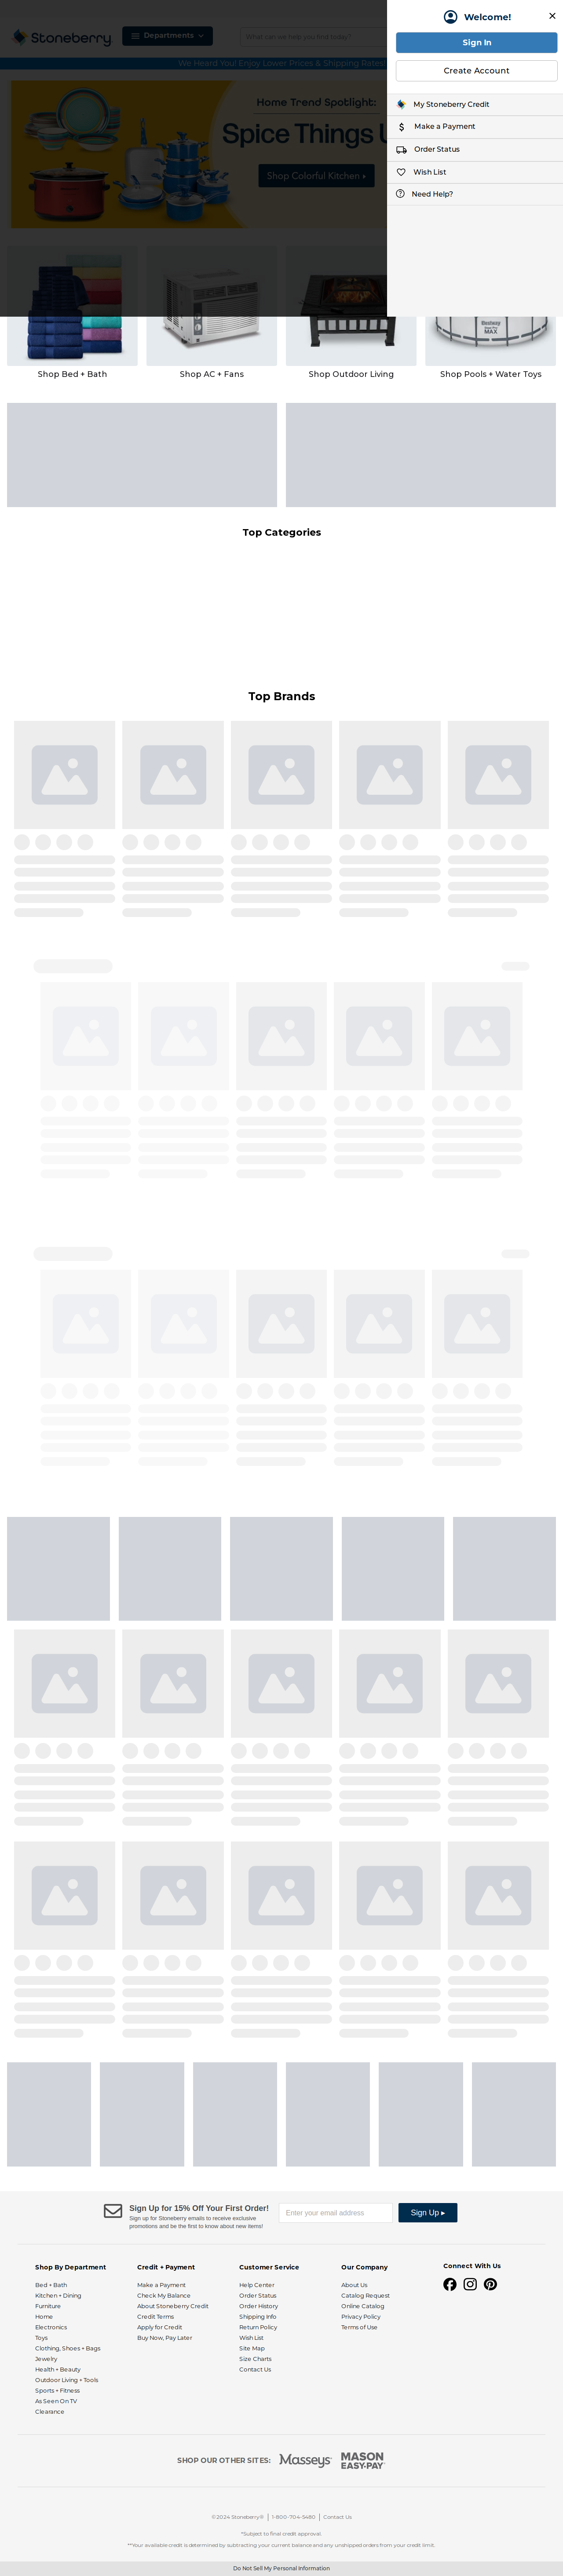 Stoneberry
Departments
What can we help you find today?
We Heard You! Enjoy Lower Prices & Shipping Rates!
Home Trend Spotlight:
Spice Things U
Shop Colorful Kitchen
Welcome!
Sign In
Create Account
My Stoneberry Credit
Make a Payment
Order Status
Wish List
Need Help?
Bestway
MAX
Shop Bed + Bath
Shop AC + Fans
Shop Outdoor Living
Shop Pools + Water Toys
Top Categories
Top Brands
Sign Up for 15% Off Your First Order!
Sign up for Stoneberry emails to receive exclusive
promotions and be the first to know about new items!
Enter your email address
Sign Up ▸
Shop By Department
Bed + Bath
Kitchen + Dining
Furniture
Home
Electronics
Toys
Clothing, Shoes + Bags
Jewelry
Health + Beauty
Outdoor Living + Tools
Sports + Fitness
As Seen On TV
Clearance
Credit + Payment
Make a Payment
Check My Balance
About Stoneberry Credit
Credit Terms
Apply for Credit
Buy Now, Pay Later
Customer Service
Help Center
Order Status
Order History
Shipping Info
Return Policy
Wish List
Site Map
Size Charts
Contact Us
Our Company
About Us
Catalog Request
Online Catalog
Privacy Policy
Terms of Use
Connect With Us
SHOP OUR OTHER SITES:
Masseys
MASON
EASY-PAY
©2024 Stoneberry® | 1-800-704-5480 | Contact Us
*Subject to final credit approval.
**Your available credit is determined by subtracting your current balance and any unshipped orders from your credit limit.
Do Not Sell My Personal Information